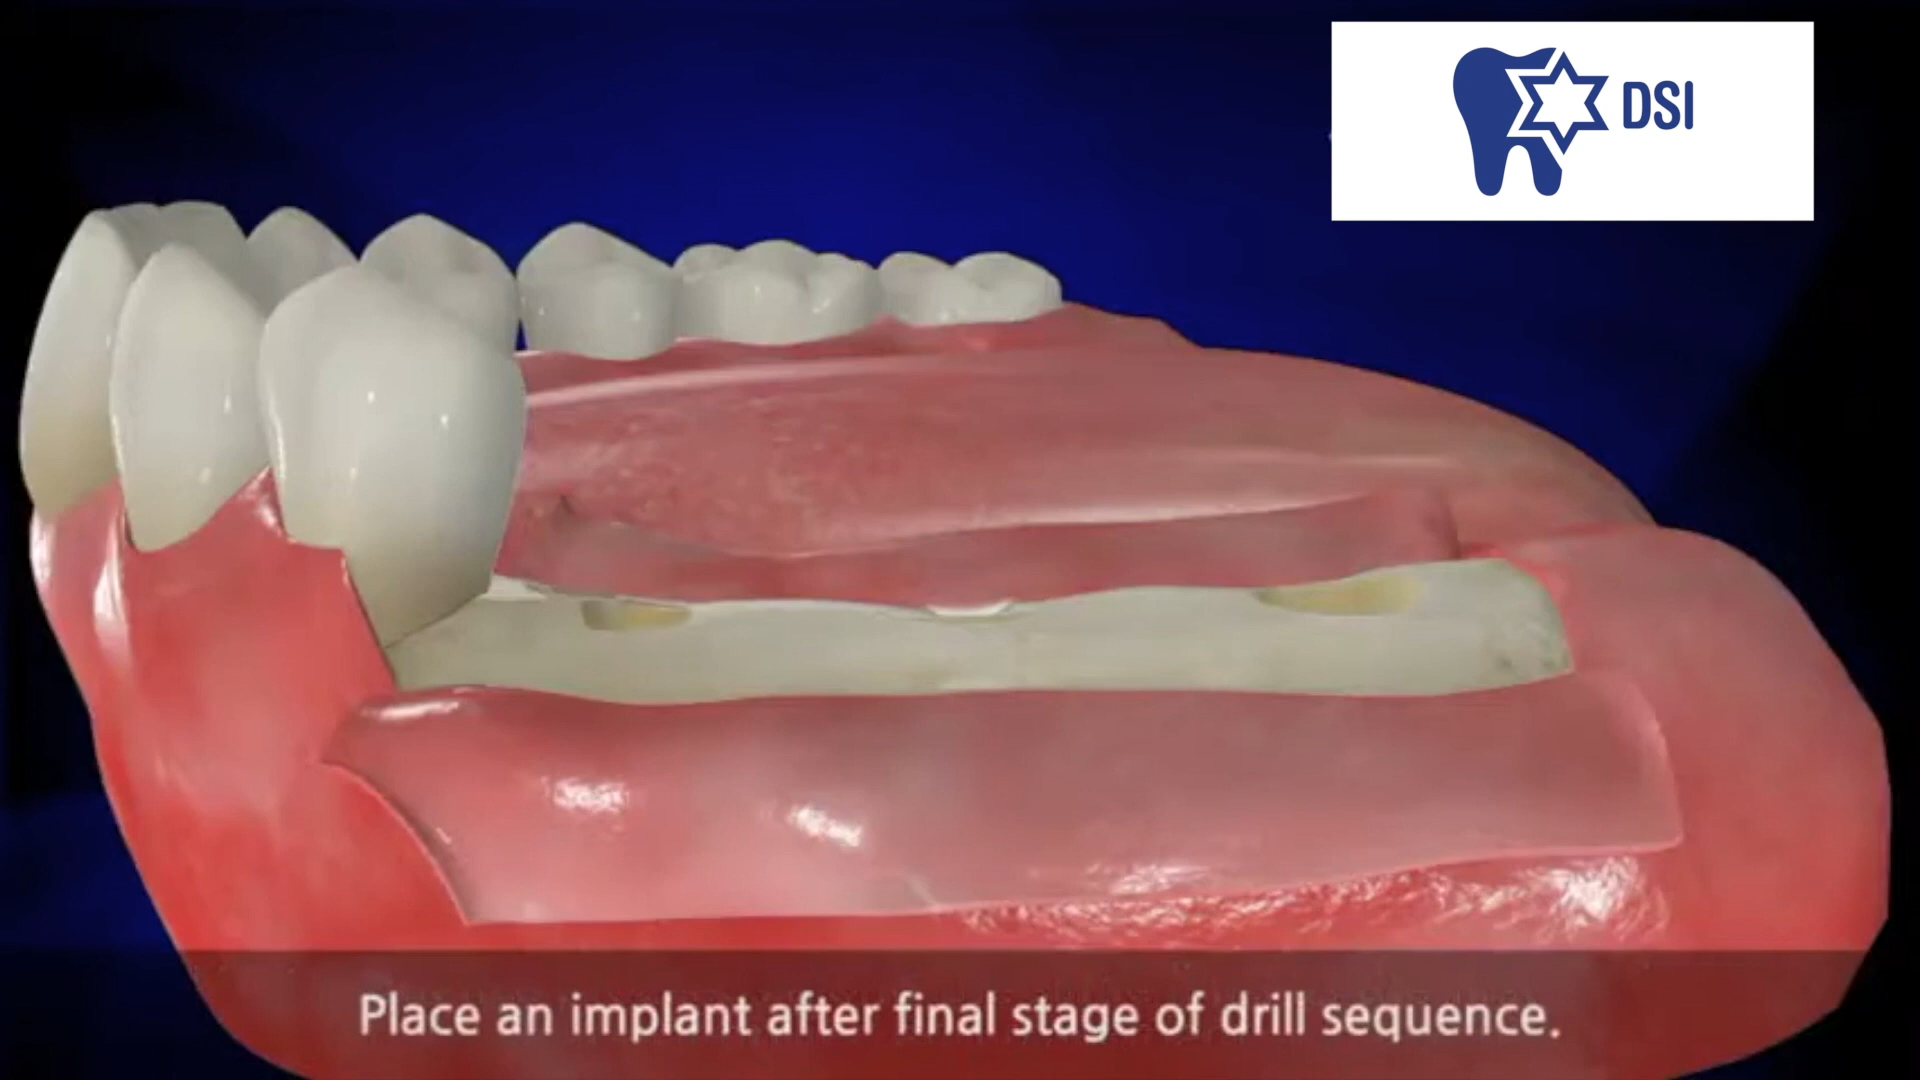 DSI
Place an implant after final stage of drill sequence.